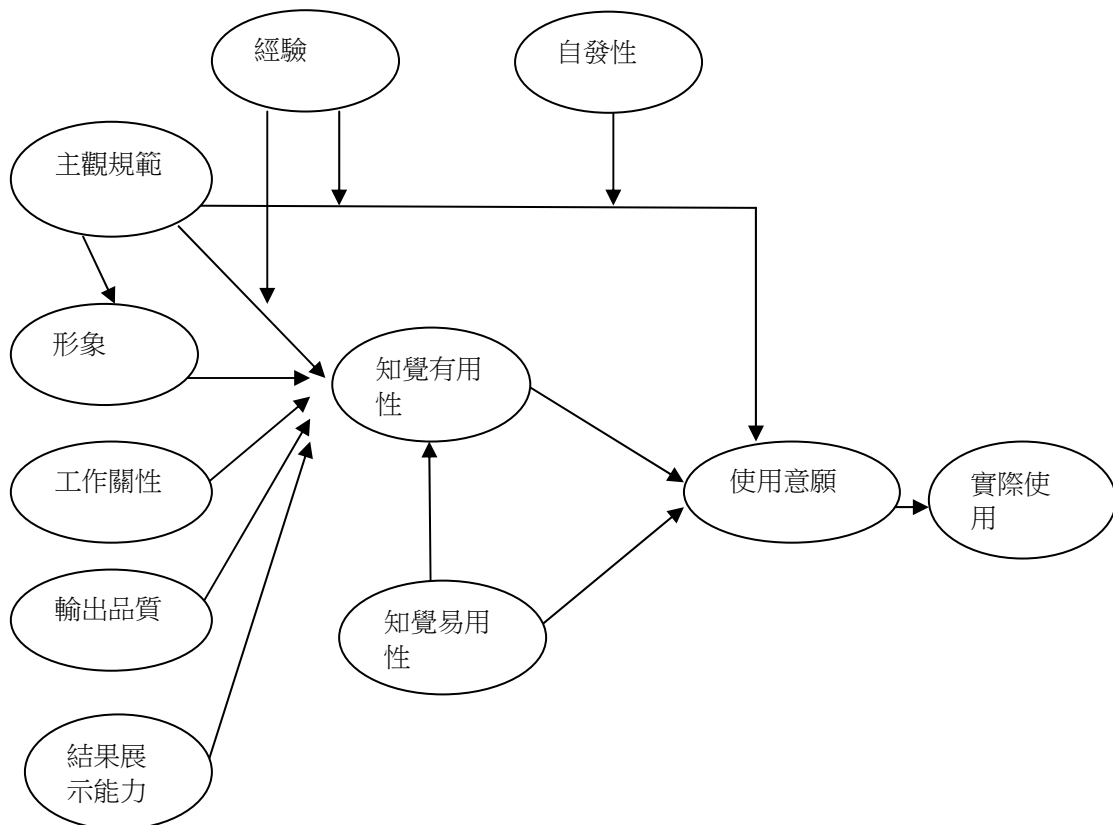 經驗
自發性
主觀規範
形象
知覺有用
性
工作關性
使用意願
實際使
用
輸出品質
知覺易用
性
結果展
示能力